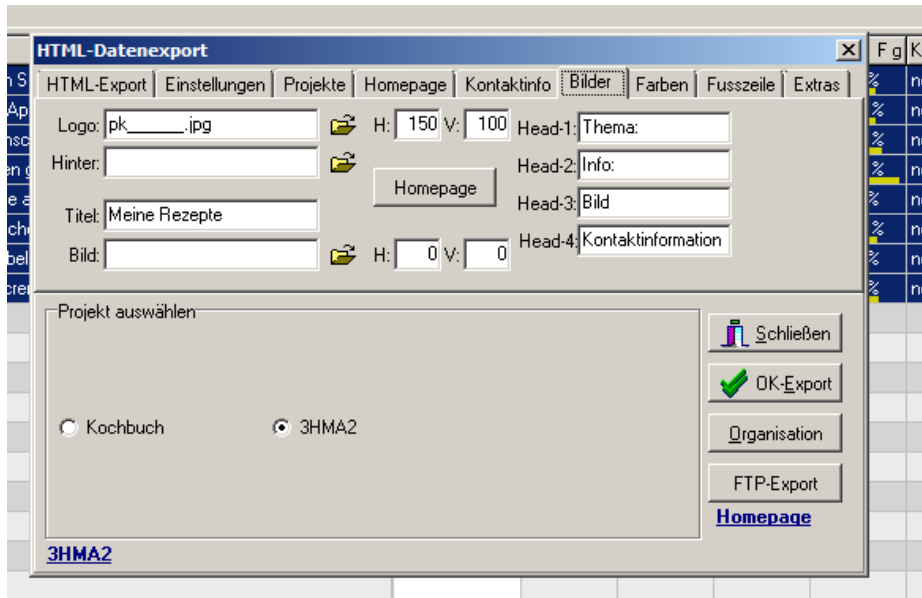 HTML-Datenexport
F g K
HTML-Export Einstellungen Projekte Homepage Kontaktinfo Bilder Farben Fusszeile Extras
Logo: pk_____.jpg H: 150 V: 100 Head-1: Thema:
Hinter: Head-2: Info:
Homepage
Titel: Meine Rezepte Head-3: Bild
Bild: H: 0 V: 0 Head-4: Kontaktinformation
Projekt auswählen
Schließen
OK-Export
Kochbuch 3HMA2
Organisation
FTP-Export
Homepage
3HMA2